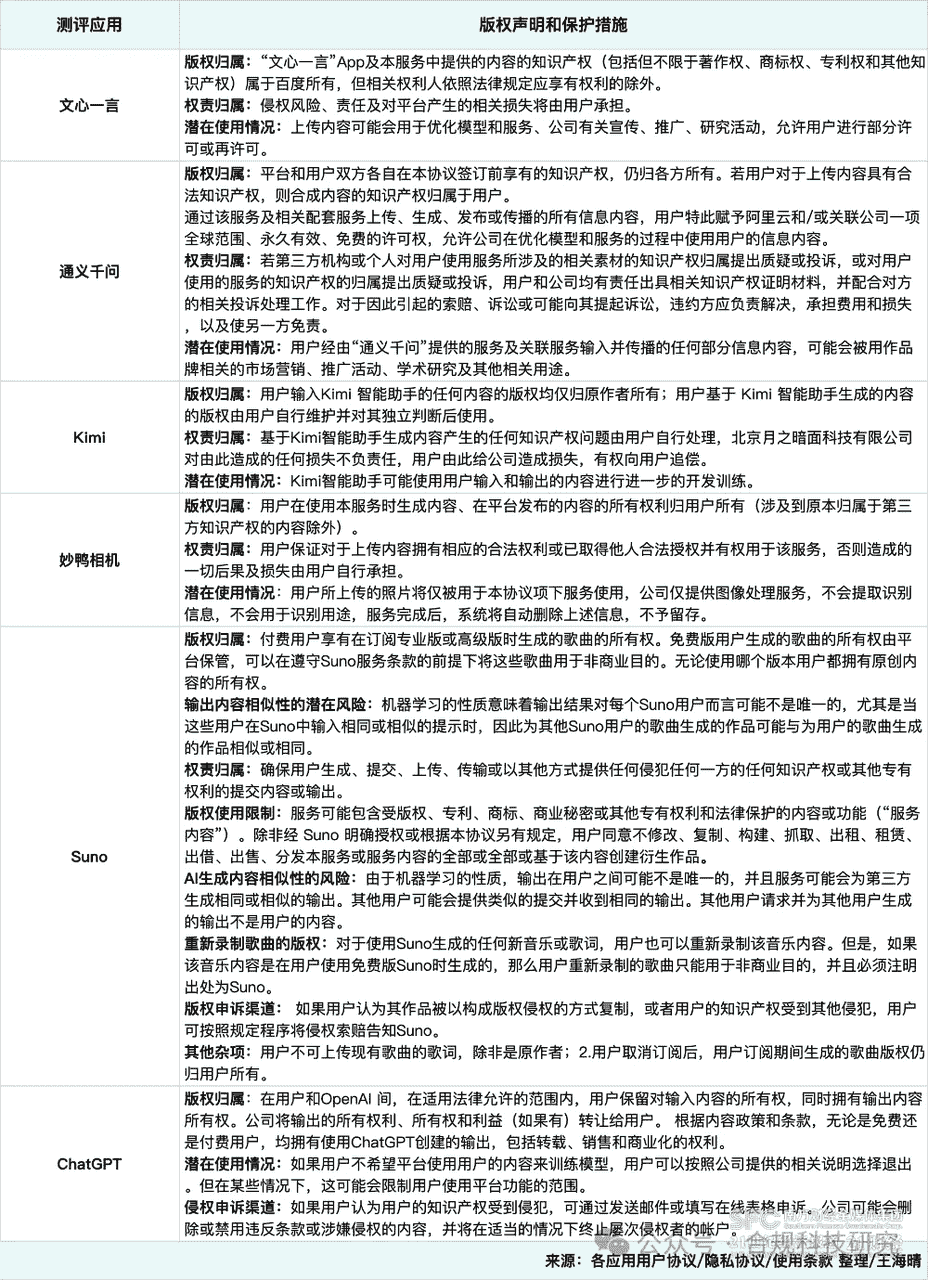 测评应用 版权声明和保护措施
文心一言
版权归属：“文心一言”App及本服务中提供的内容的知识产权（包括但不限于著作权、商标权、专利权和其他知
识产权）属于百度所有，但相关权利人依照法律规定应享有权利的除外。
权责归属：侵权风险、责任及对平台产生的相关损失将由用户承担。
潜在使用情况：上传内容可能会用于优化模型和服务、公司有关宣传、推广、研究活动，允许用户进行部分许
可或再许可。
通义千问
版权归属：平台和用户双方各自在本协议签订前享有的知识产权，仍归各方所有。若用户对于上传内容具有合
法知识产权，则合成内容的知识产权归属于用户。
通过该服务及相关配套服务上传、生成、发布或传播的所有信息内容，用户特此赋予阿里云和/或关联公司一项
全球范围、永久有效、免费的许可权，允许公司在优化模型和服务的过程中使用用户的信息内容。
权责归属：若第三方机构或个人对用户使用服务所涉及的相关素材的知识产权归属提出质疑或投诉，或对用户
使用的服务的知识产权的归属提出质疑或投诉，用户和公司均有责任出具相关知识产权证明材料，并配合对方
的相关投诉处理工作。对于因此引起的索赔、诉讼或可能向其提起诉讼，违约方应负责解决，承担费用和损失
，以及使另一方免责。
潜在使用情况：用户经由“通义千问”提供的服务及关联服务输入并传播的任何部分信息内容，可能会被用作品
牌相关的市场营销、推广活动、学术研究及其他相关用途。
Kimi
版权归属：用户输入Kimi 智能助手的任何内容的版权均仅归原作者所有；用户基于 Kimi 智能助手生成的内容
的版权由用户自行维护并对其独立判断后使用。
权责归属：基于Kimi智能助手生成内容产生的任何知识产权问题由用户自行处理，北京月之暗面科技有限公司
对由此造成的任何损失不负责任，用户由此给公司造成损失，有权向用户追偿。
潜在使用情况：Kimi智能助手可能使用用户输入和输出的内容进行进一步的开发训练。
妙鸭相机
版权归属：用户在使用本服务时生成内容、在平台发布的内容的所有权利归用户所有（涉及到原本归属于第三
方知识产权的内容除外）。
权责归属：用户保证对于上传内容拥有相应的合法权利或已取得他人合法授权并有权用于该服务，否则造成的
一切后果及损失由用户自行承担。
潜在使用情况：用户所上传的照片将仅被用于本协议项下服务使用，公司仅提供图像处理服务，不会提取识别
信息，不会用于识别用途，服务完成后，系统将自动删除上述信息，不予留存。
Suno
版权归属：付费用户享有在订阅专业版或高级版时生成的歌曲的所有权。免费版用户生成的歌曲的所有权由平
台保管，可以在遵守Suno服务条款的前提下将这些歌曲用于非商业目的。无论使用哪个版本用户都拥有原创内
容的所有权。
输出内容相似性的潜在风险：机器学习的性质意味着输出结果对每个Suno用户而言可能不是唯一的，尤其是当
这些用户在Suno中输入相同或相似的提示时，因此为其他Suno用户的歌曲生成的作品可能与为用户的歌曲生成
的作品相似或相同。
权责归属：确保用户生成、提交、上传、传输或以其他方式提供任何侵犯任何一方的任何知识产权或其他专有
权利的提交内容或输出。
版权使用限制：服务可能包含受版权、专利、商标、商业秘密或其他专有权利和法律保护的内容或功能（“服务
内容”）。除非经 Suno 明确授权或根据本协议另有规定，用户同意不修改、复制、构建、抓取、出租、租赁、
出借、出售、分发本服务或服务内容的全部或全部或基于该内容创建衍生作品。
AI生成内容相似性的风险：由于机器学习的性质，输出在用户之间可能不是唯一的，并且服务可能会为第三方
生成相同或相似的输出。其他用户可能会提供类似的提交并收到相同的输出。其他用户请求并为其他用户生成
的输出不是用户的内容。
重新录制歌曲的版权：对于使用Suno生成的任何新音乐或歌词，用户也可以重新录制该音乐内容。但是，如果
该音乐内容是在用户使用免费版Suno时生成的，那么用户重新录制的歌曲只能用于非商业目的，并且必须注明
出处为Suno。
版权申诉渠道： 如果用户认为其作品被以构成版权侵权的方式复制，或者用户的知识产权受到其他侵犯，用户
可按照规定程序将侵权索赔告知Suno。
其他杂项：用户不可上传现有歌曲的歌词，除非是原作者；2.用户取消订阅后，用户订阅期间生成的歌曲版权仍
归用户所有。
ChatGPT
版权归属：在用户和OpenAI 间，在适用法律允许的范围内，用户保留对输入内容的所有权，同时拥有输出内容
所有权。公司将输出的所有权利、所有权和利益（如果有）转让给用户。 根据内容政策和条款，无论是免费还
是付费用户，均拥有使用ChatGPT创建的输出，包括转载、销售和商业化的权利。
潜在使用情况：如果用户不希望平台使用用户的内容来训练模型，用户可以按照公司提供的相关说明选择退出
。但在某些情况下，这可能会限制用户使用平台功能的范围。
侵权申诉渠道：如果用户认为用户的知识产权受到侵犯，可通过发送邮件或填写在线表格申诉。公司可能会删
除或禁用违反条款或涉嫌侵权的内容，并将在适当的情况下终止屡次侵权者的帐户。
来源：各应用用户协议/隐私协议/使用条款 整理/王海晴
公众号 · 合规科技研究